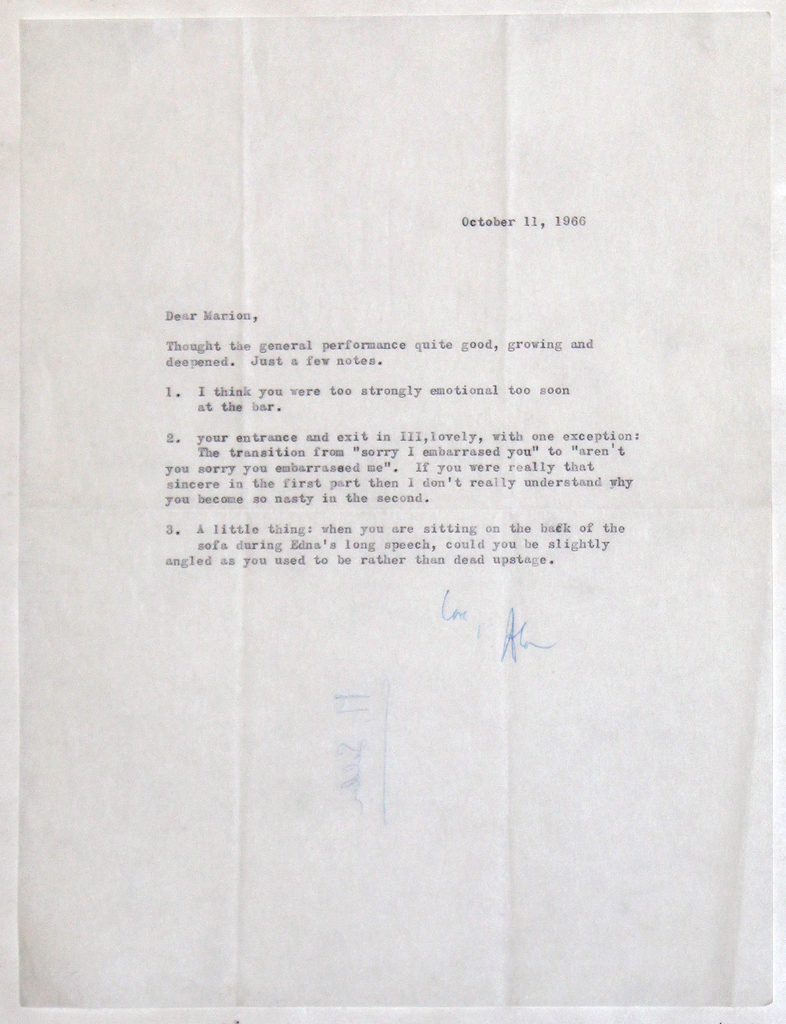 October 11, 1966
Dear Marion,
Thought the general performance quite good, growing and
deepened. Just a few notes.
1. I think you were too strongly emotional too soon
at the bar.
2. your entrance and exit in III,lovely, with one exception:
The transition from "sorry I embarrased you" to "aren't
you sorry you embarrassed me". If you were really that
sincere in the first part then I don't really understand why
you become so nasty in the second.
3. A little thing: when you are sitting on the back of the
sofa during Edna's long speech, could you be slightly
angled as you used to be rather than dead upstage.
Love,